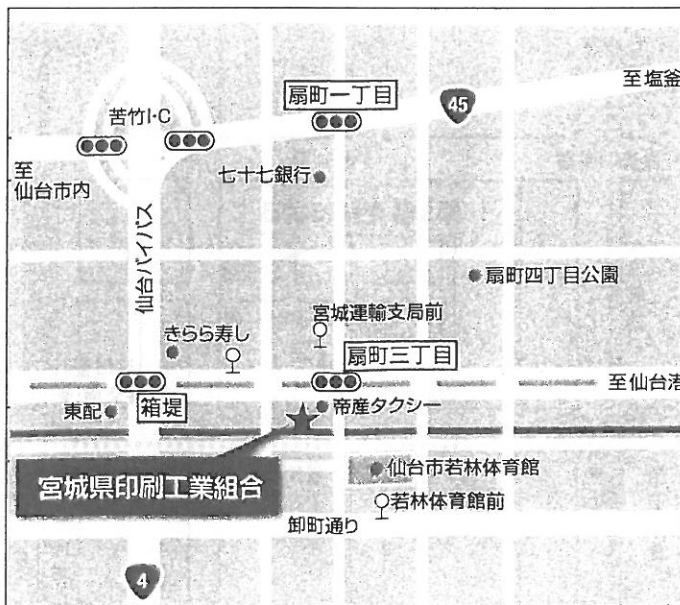 至塩釜
扇町一丁目
45
苦竹I・C
至
仙台市内
七十七銀行
仙台バイパス
扇町四丁目公園
宮城運輸支局前
きらら寿し
扇町三丁目
至仙台港
東配
箱堤
帝産タクシー
宮城県印刷工業組合
仙台市若林体育館
若林体育館前
卸町通り
4